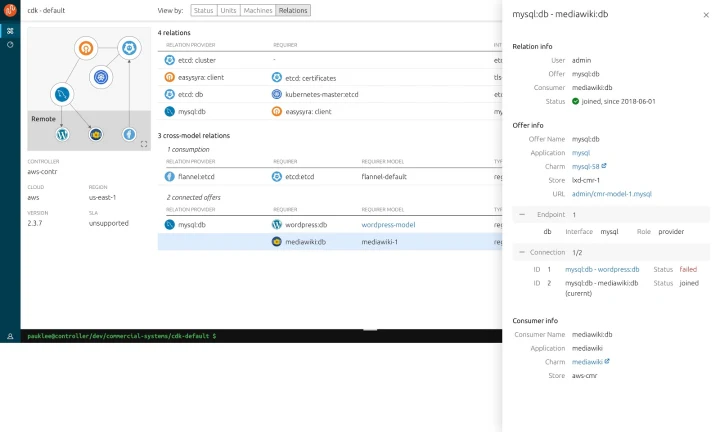 cdk - default
View by:
Status
Units
Machines
Relations
Remote
CONTROLLER
aws-contr
CLOUD
REGION
aws
us-east-1
VERSION
SLA
2.3.7
unsupported
4 relations
RELATION PROVIDER
REQUIRER
INT
etcd: cluster
-
etc
easysyra: client
etcd: certificates
tls
etcd: db
kubernetes-master:etcd
etc
mysql:db
easyrsa: client
my
3 cross-model relations
1 consumption
RELATION PROVIDER
REQUIRER
REQUIRER MODEL
TYP
flannel:etcd
etcd:etcd
flannel-default
reg
2 connected offers
RELATION PROVIDER
REQUIRER
REQUIRER MODEL
TYP
mysql:db
wordpress:db
wordpress-model
reg
mediawiki:db
mediawiki-1
reg
pauklee@controller/dev/commercial-systems/cdk-default $
mysql:db - mediawiki:db
Relation info
User admin
Offer mysql:db
Consumer mediawiki:db
Status joined, since 2018-06-01
Offer info
Offer Name mysql:db
Application mysql
Charm mysql-58
Store lxd-cmr-1
URL admin/cmr-model-1.mysql
Endpoint 1
db Interface mysql Role provider
Connection 1/2
ID 1 mysql:db - wordpress:db Status failed
ID 2 mysql:db - mediawiki:db Status joined
(curernt)
Consumer info
Consumer Name mediawiki:db
Application mediawiki
Charm mediawiki
Store aws-cmr